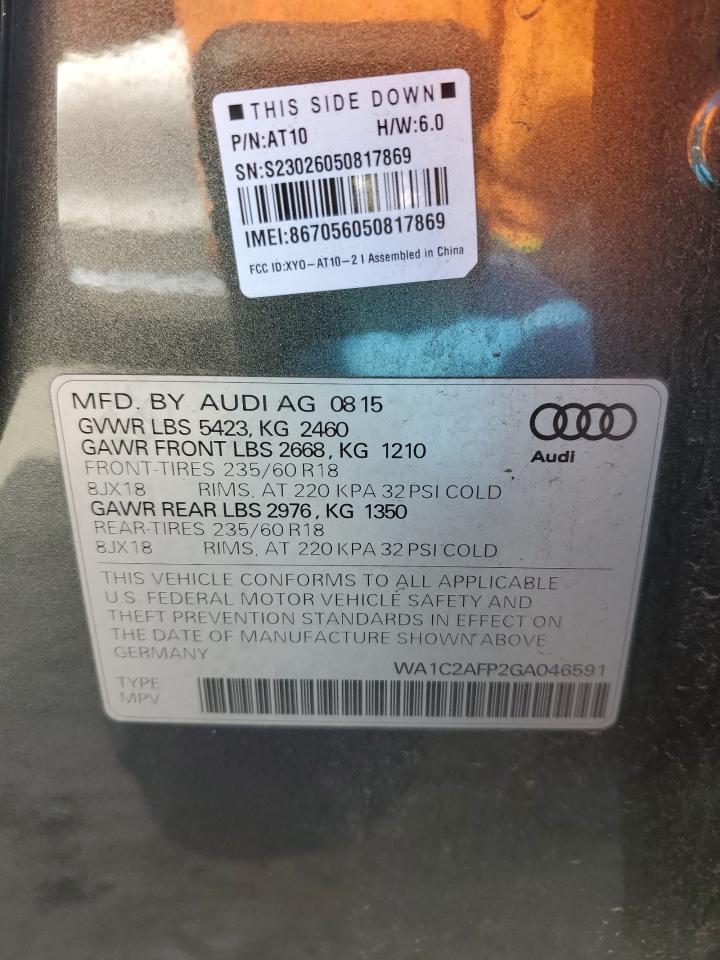 THIS SIDE DOWN
P/N:AT10 H/W:6.0
SN:S23026050817869
IMEI:867056050817869
FCC ID:XYO-AT10-2 I Assembled in China
MFD. BY AUDI AG 0815
GVWR LBS 5423, KG 2460
GAWR FRONT LBS 2668, KG 1210
FRONT-TIRES 235/60 R18
8JX18 RIMS, AT 220 KPA 32 PSI COLD
GAWR REAR LBS 2976, KG 1350
REAR-TIRES 235/60 R18
8JX18 RIMS, AT 220 KPA 32 PSI COLD
Audi
THIS VEHICLE CONFORMS TO ALL APPLICABLE
U.S. FEDERAL MOTOR VEHICLE SAFETY AND
THEFT PREVENTION STANDARDS IN EFFECT ON
THE DATE OF MANUFACTURE SHOWN ABOVE
GERMANY
WA1C2AFP2GA046591
TYPE:
MPV